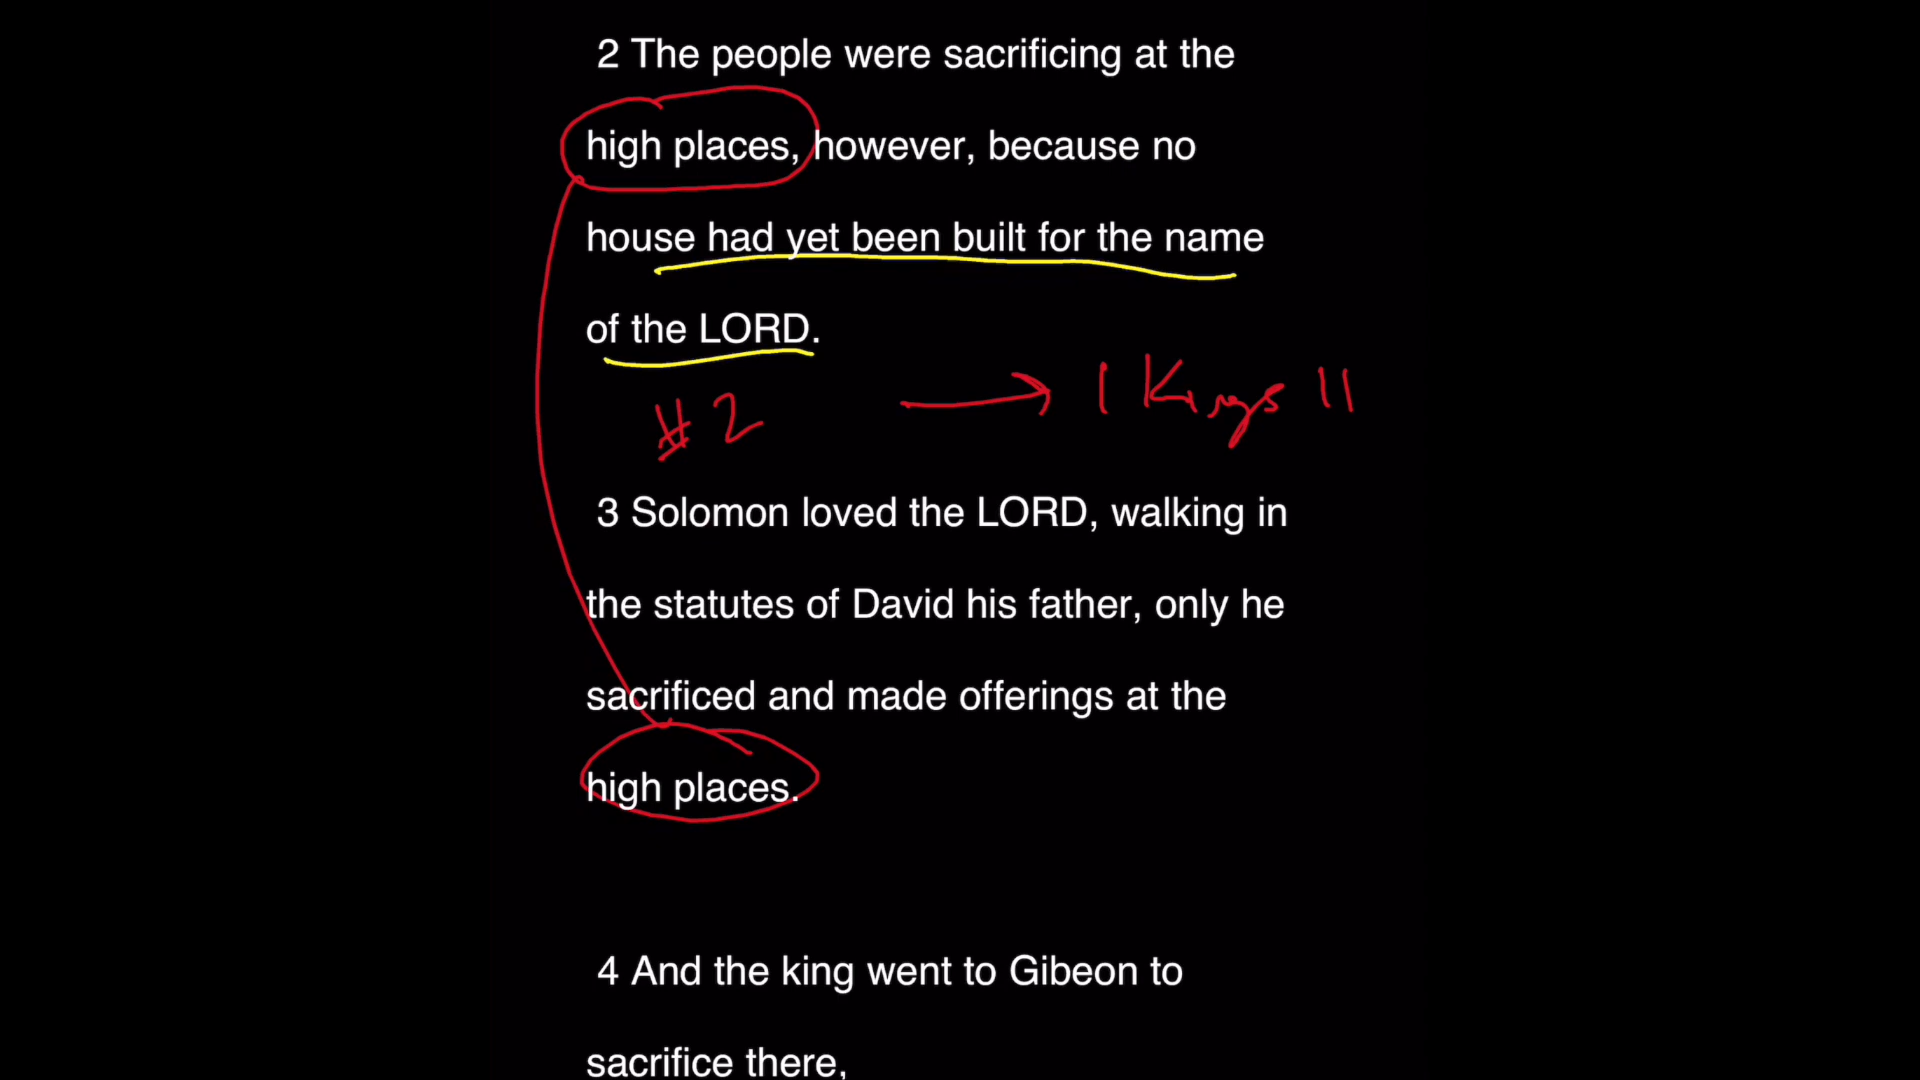 2 The people were sacrificing at the
high places, however, because no
house had yet been built for the name
of the LORD.
#2 → 1 Kings 11
3 Solomon loved the LORD, walking in
the statutes of David his father, only he
sacrificed and made offerings at the
high places.
4 And the king went to Gibeon to
sacrifice there,